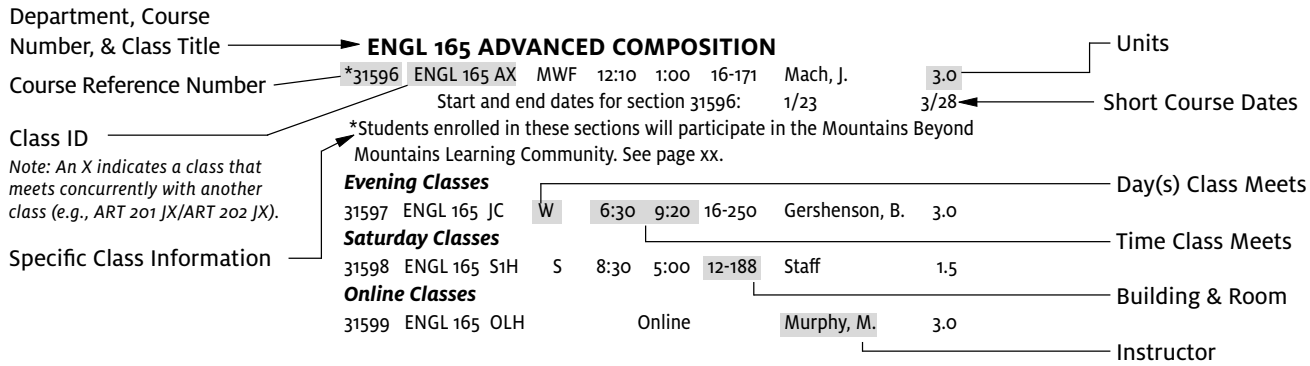 Department, Course
Number, & Class Title
Course Reference Number
Class ID
Note: An X indicates a class that
meets concurrently with another
class (e.g., ART 201 JX/ART 202 JX).
Specific Class Information
ENGL 165 ADVANCED COMPOSITION
*31596 ENGL 165 AX MWF 12:10 1:00 16-171 Mach, J. 3.0
Start and end dates for section 31596: 1/23 3/28
*Students enrolled in these sections will participate in the Mountains Beyond
Mountains Learning Community. See page xx.
Evening Classes
31597 ENGL 165 JC W 6:30 9:20 16-250 Gershenson, B. 3.0
Saturday Classes
31598 ENGL 165 S1H S 8:30 5:00 12-188 Staff 1.5
Online Classes
31599 ENGL 165 OLH Online Murphy, M. 3.0
Units
Short Course Dates
Day(s) Class Meets
Time Class Meets
Building & Room
Instructor